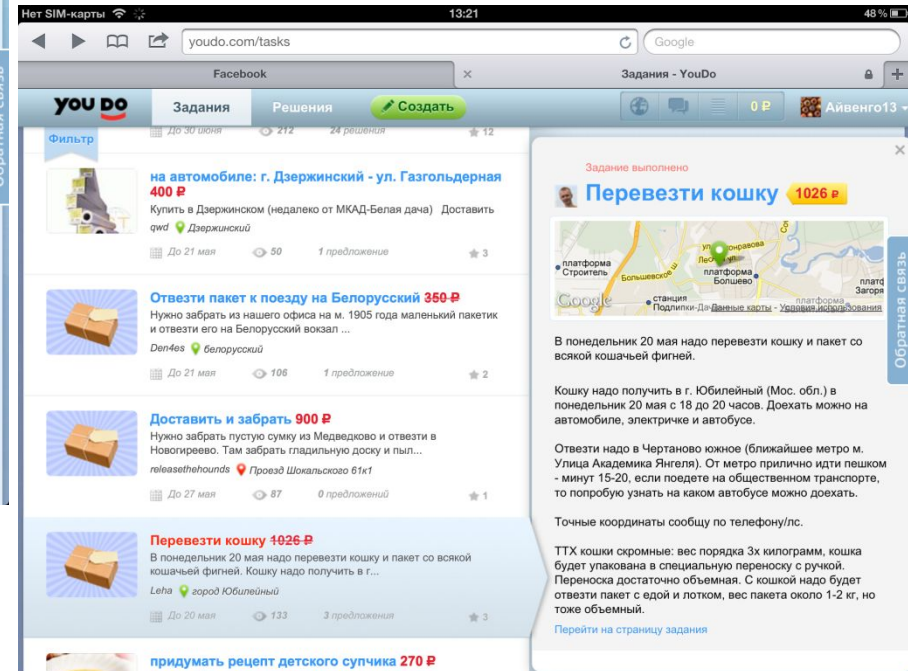 Нет SIM-карты
13:21
48 %
youdo.com/tasks
Google
Facebook
Задания - YouDo
YOU DO
Задания
Решения
Создать
0 ₽
Айвенго13
Фильтр
До 30 июня 212 24 решения 12
на автомобиле: г. Дзержинский - ул. Газгольдерная
400 ₽
Купить в Дзержинском (недалеко от МКАД-Белая дача) Доставить
qwd Дзержинский
До 21 мая 50 1 предложение 3
Отвезти пакет к поезду на Белорусский 350 ₽
Нужно забрать из нашего офиса на м. 1905 года маленький пакетик
и отвезти его на Белорусский вокзал ...
Den4es белорусский
До 21 мая 106 1 предложение 2
Доставить и забрать 900 ₽
Нужно забрать пустую сумку из Медведково и отвезти в
Новогиреево. Там забрать гладильную доску и пыл...
releasethehounds Проезд Шокальского 61к1
До 27 мая 87 0 предложений 1
Перевезти кошку 1026 ₽
В понедельник 20 мая надо перевезти кошку и пакет со всякой
кошачьей фигней. Кошку надо получить в г...
Leha город Юбилейный
До 20 мая 133 3 предложения 3
придумать рецепт детского супчика 270 ₽
Задание выполнено
Перевезти кошку 1026 ₽
платформа
Строитель
Большевское
платформа
Болшево
станция
Подлипки-Да
Google
Данные карты - Условия использования
платформа
Загоря
В понедельник 20 мая надо перевезти кошку и пакет со
всякой кошачьей фигней.
Кошку надо получить в г. Юбилейный (Мос. обл.) в
понедельник 20 мая с 18 до 20 часов. Доехать можно на
автомобиле, электричке и автобусе.
Отвезти надо в Чертаново южное (ближайшее метро м.
Улица Академика Янгеля). От метро прилично идти пешком
- минут 15-20, если поедете на общественном транспорте,
то попробую узнать на каком автобусе можно доехать.
Точные координаты сообщу по телефону/лс.
ТТХ кошки скромные: вес порядка 3х килограмм, кошка
будет упакована в специальную переноску с ручкой.
Переноска достаточно объемная. С кошкой надо будет
отвезти пакет с едой и лотком, вес пакета около 1-2 кг, но
тоже объемный.
Перейти на страницу задания
Обратная связь